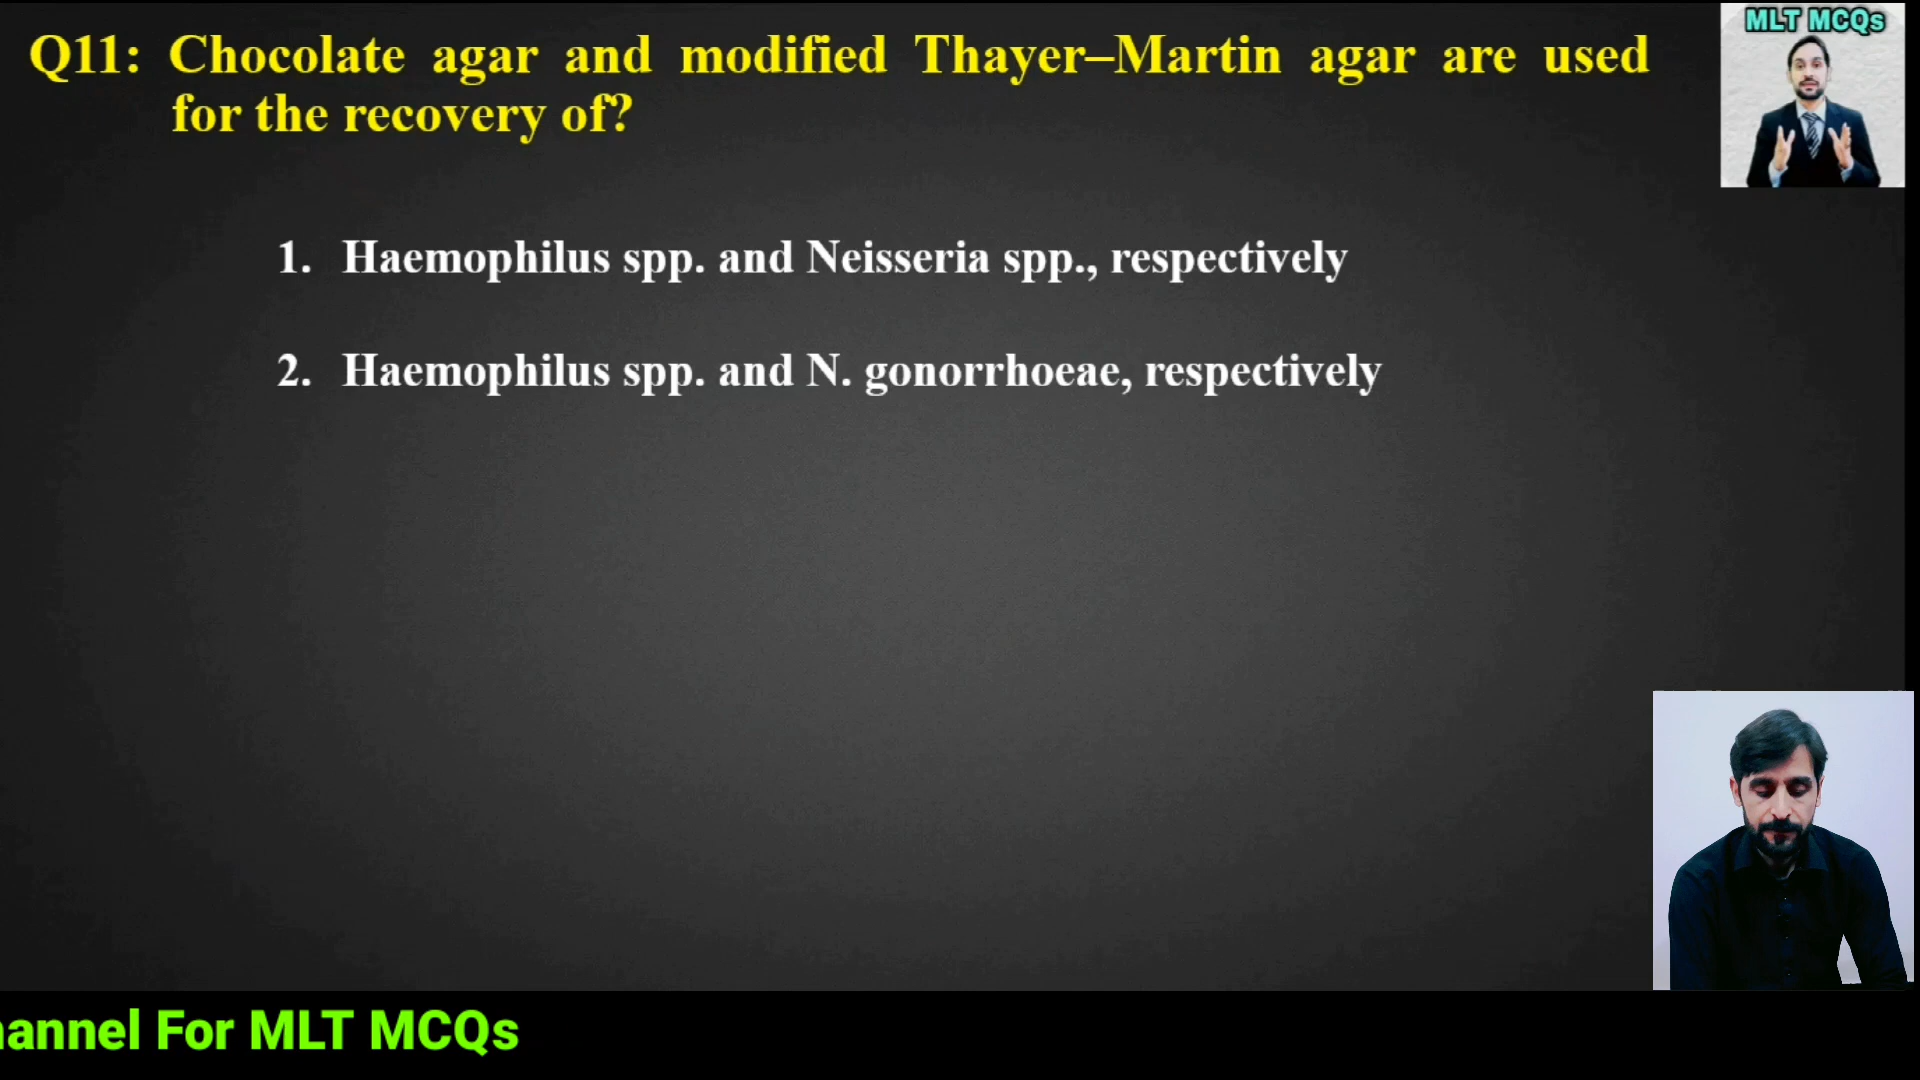 MLT MCQs
Q11: Chocolate agar and modified Thayer–Martin agar are used
for the recovery of?
1. Haemophilus spp. and Neisseria spp., respectively
2. Haemophilus spp. and N. gonorrhoeae, respectively
hannel For MLT MCQs